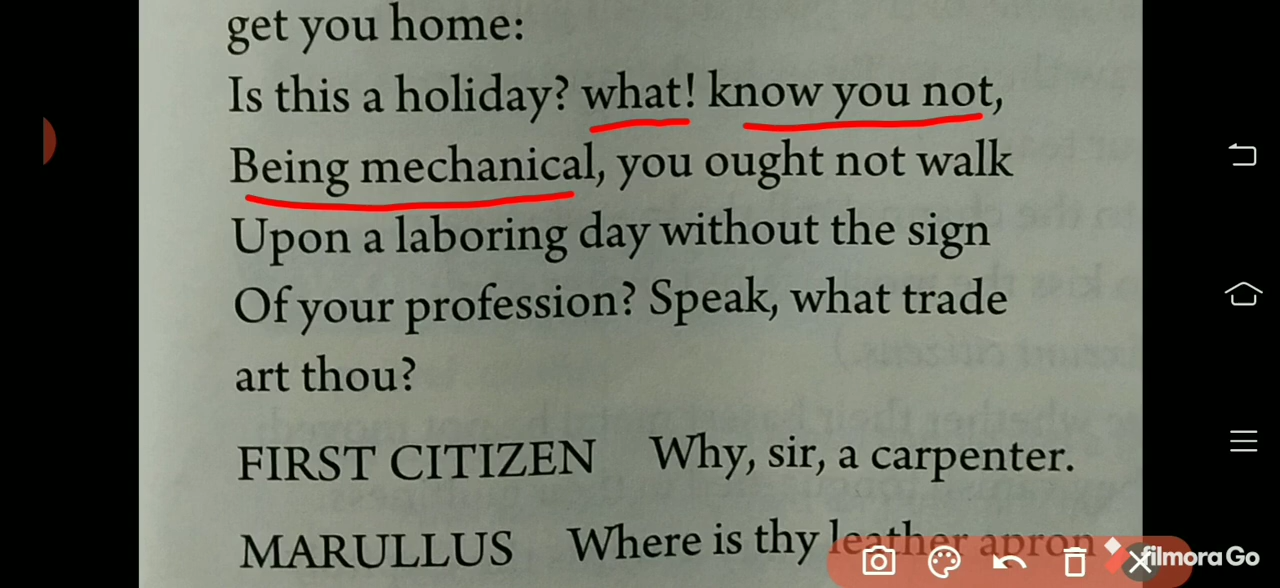 get you home:
Is this a holiday? what! know you not,
Being mechanical, you ought not walk
Upon a laboring day without the sign
Of your profession? Speak, what trade
art thou?
FIRST CITIZEN Why, sir, a carpenter.
MARULLUS Where is thy leather apron
filmoraGo